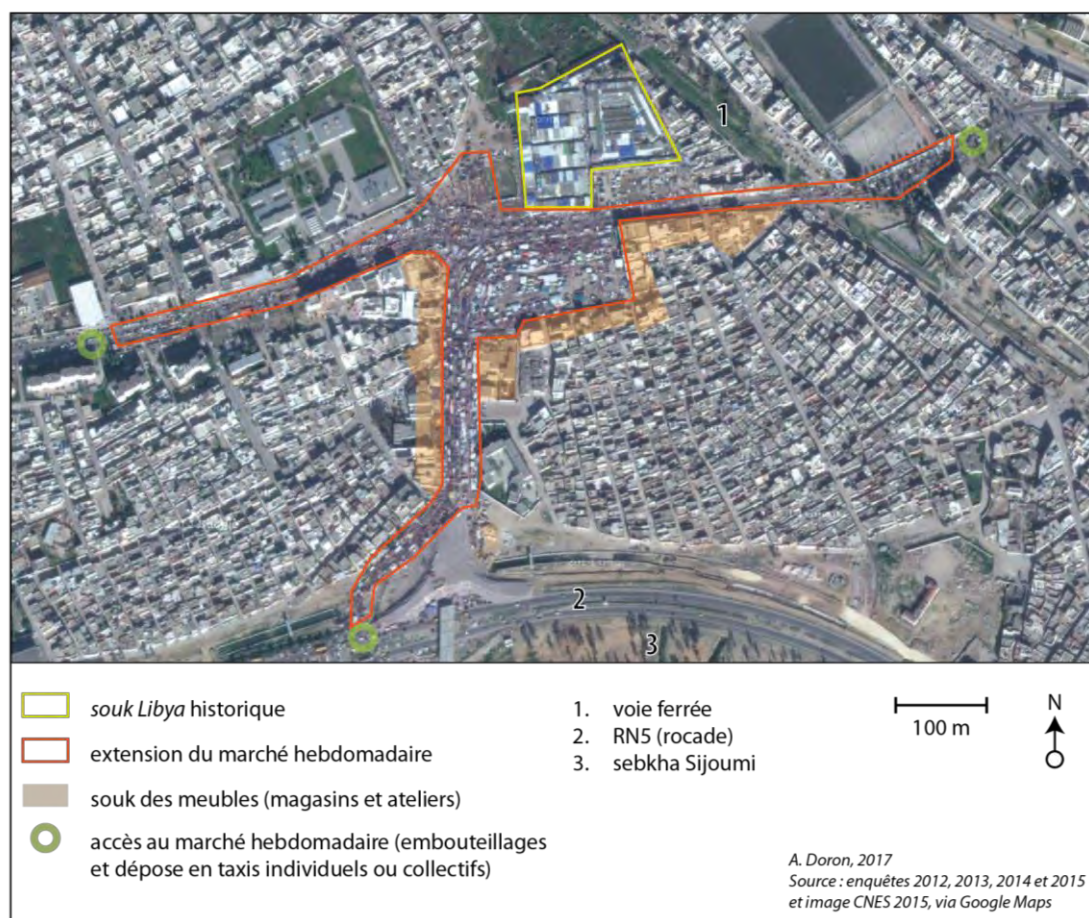 1
2
3
souk Libya historique
extension du marché hebdomadaire
souk des meubles (magasins et ateliers)
accès au marché hebdomadaire (embouteillages
et dépose en taxis individuels ou collectifs)
1. voie ferrée
2. RN5 (rocade)
3. sebkha Sijoumi
100 m
N
A. Doron, 2017
Source : enquêtes 2012, 2013, 2014 et 2015
et image CNES 2015, via Google Maps